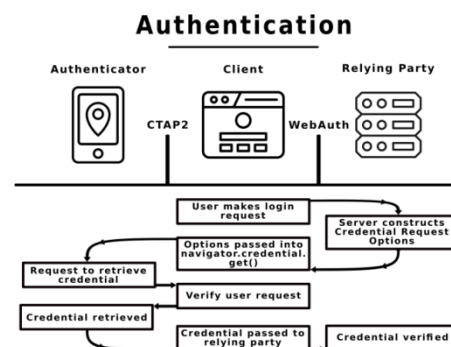 Authentication
Authenticator
Client
Relying Party
CTAP2
WebAuth
User makes login
request
Server constructs
Credential Request
Options
Options passed into
navigator.credential.
get()
Request to retrieve
credential
Verify user request
Credential retrieved
Credential passed to
relying party
Credential verified